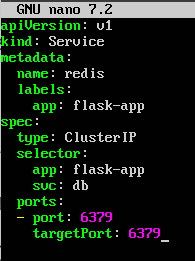 GNU nano 7.2
apiVersion: v1
kind: Service
metadata:
  name: redis
  labels:
    app: flask-app
spec:
  type: ClusterIP
  selector:
    app: flask-app
    svc: db
  ports:
  - port: 6379
    targetPort: 6379